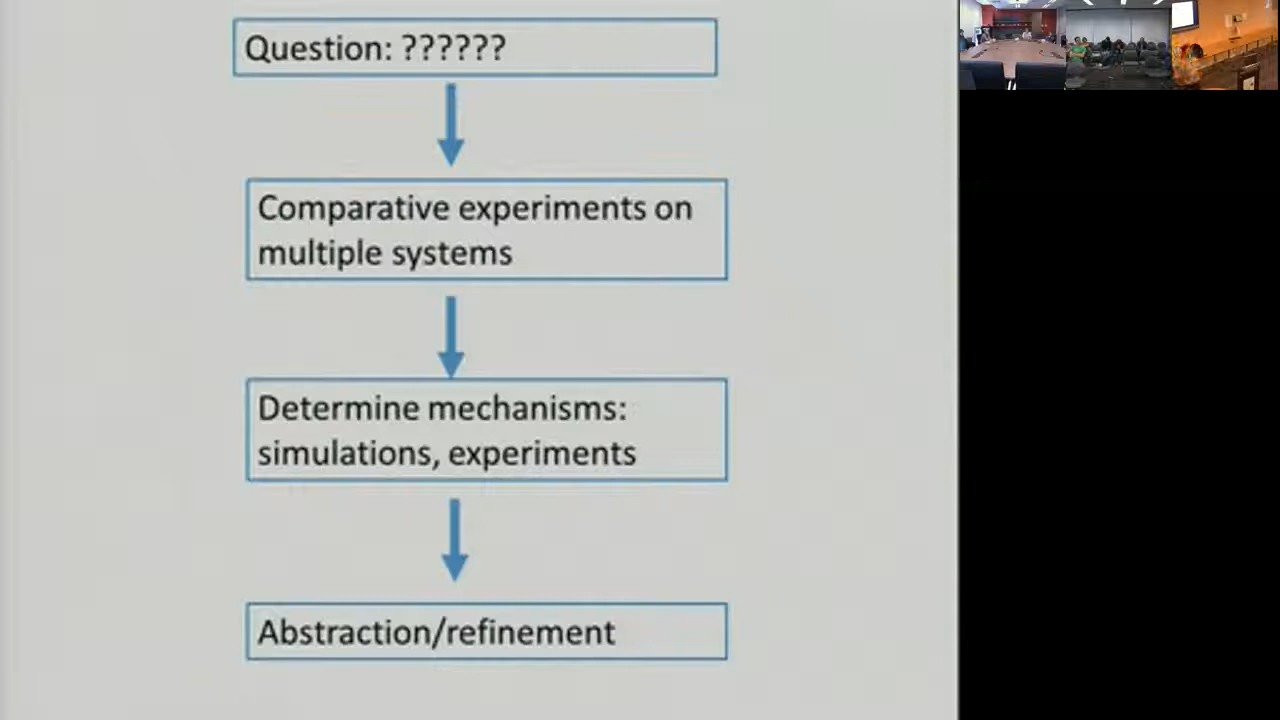 Question: ??????
Comparative experiments on
multiple systems
Determine mechanisms:
simulations, experiments
Abstraction/refinement